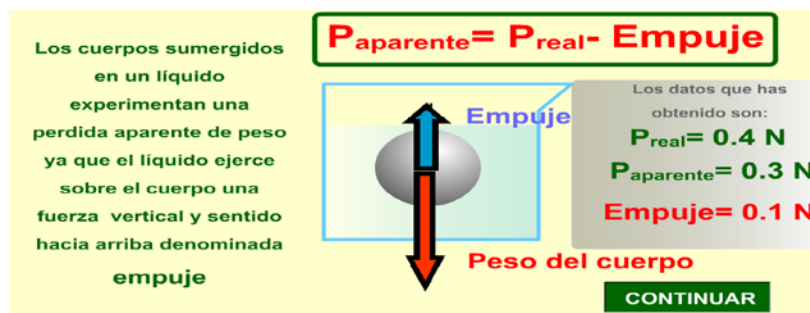 Los cuerpos sumergidos
en un líquido
experimentan una
perdida aparente de peso
ya que el líquido ejerce
sobre el cuerpo una
fuerza vertical y sentido
hacia arriba denominada
empuje
Paparente= Preal- Empuje
Empuje
Peso del cuerpo
Los datos que has
obtenido son:
Preal= 0.4 N
Paparente= 0.3 N
Empuje= 0.1 N
CONTINUAR